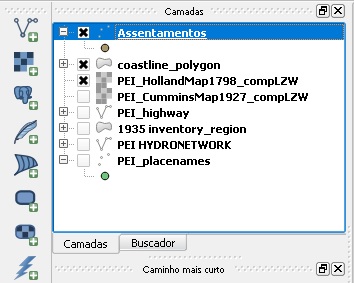 Camadas
Assentamentos
coastline_polygon
PEI_HollandMap1798_compLZW
PEI_CumminsMap1927_compLZW
PEI_highway
1935 inventory_region
PEI HYDRONETWORK
PEI_placenames
Camadas Buscador
Caminho mais curto